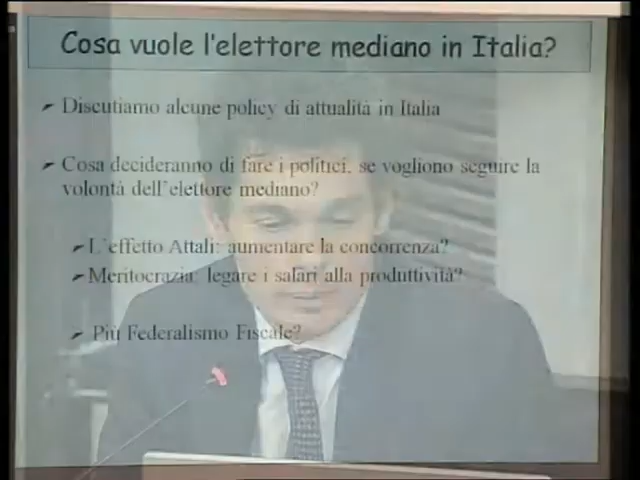 Cosa vuole l'elettore mediano in Italia?
Discutiamo alcune policy di attualità in Italia
Cosa decideranno di fare i politici, se vogliono seguire la
volontà dell'elettore mediano?
L'effetto Attali: aumentare la concorrenza?
Meritocrazia: legare i salari alla produttività?
Più Federalismo Fiscale?